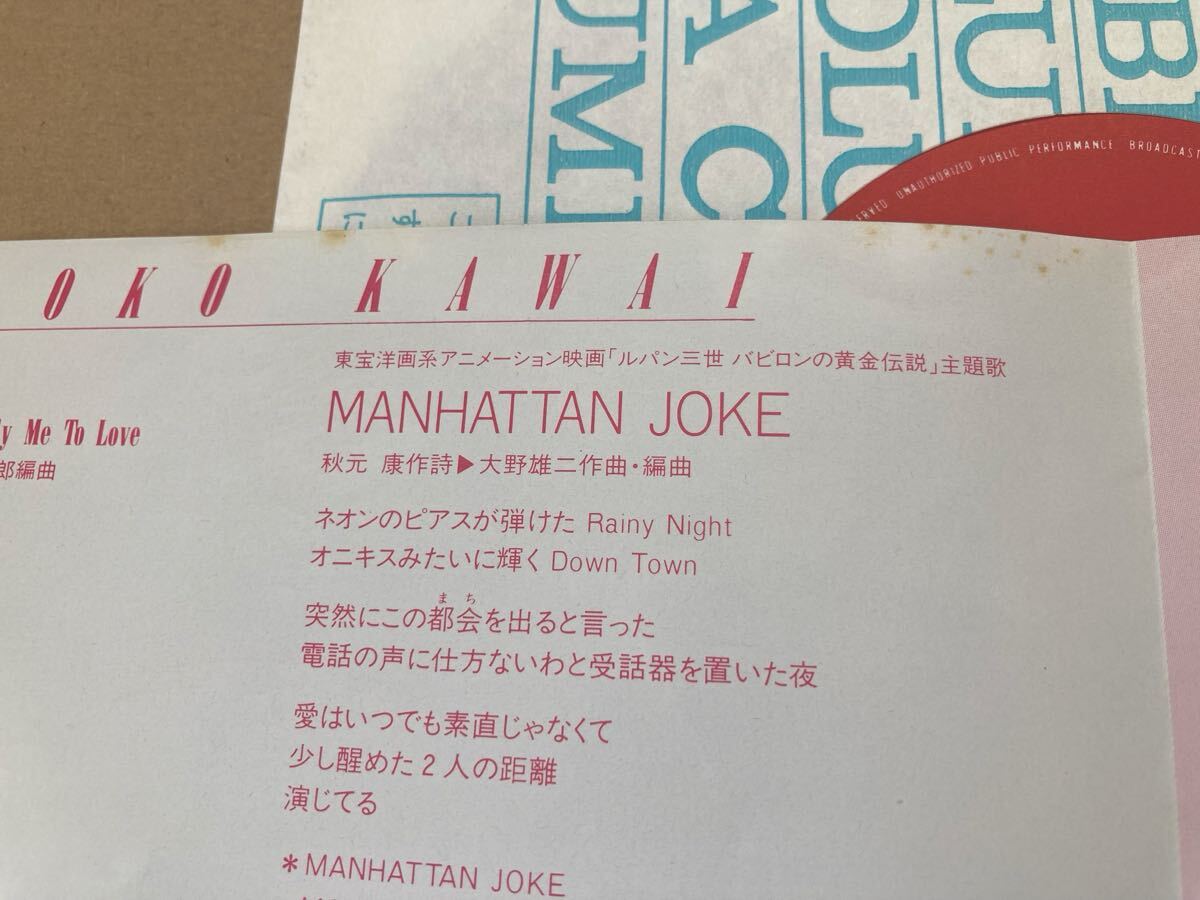 BL
LU
OLU
A C
UMI
RVED UNAUTHORIZED PUBLIC PERFORMANCE BROADCAST
OKO KAWAI
ly Me To Love
郎編曲
東宝洋画系アニメーション映画「ルパン三世 バビロンの黄金伝説」主題歌
MANHATTAN JOKE
秋元 康作詩▶大野雄二作曲・編曲
ネオンのピアスが弾けた Rainy Night
オニキスみたいに輝く Down Town
まち
突然にこの都会を出ると言った
電話の声に仕方ないわと受話器を置いた夜
愛はいつでも素直じゃなくて
少し醒めた2人の距離
演じてる
*MANHATTAN JOKE